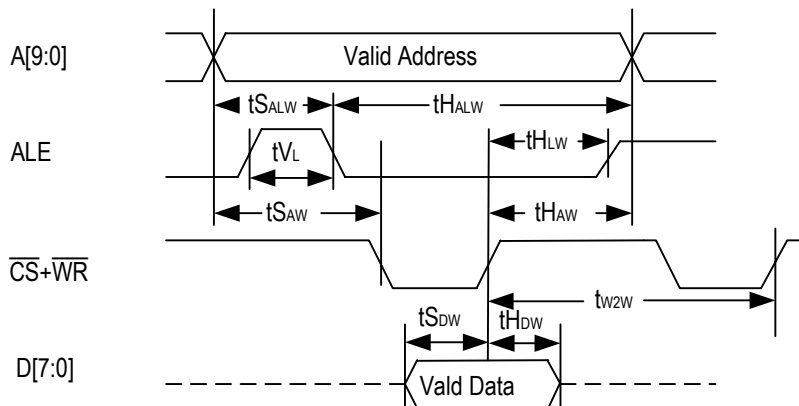 A[9:0]
Valid Address
tSALW
tHALW
ALE
tVL
tHLW
tSAW
tHAW
CS+WR
tW2W
tSDW
tHDW
D[7:0]
Vald Data